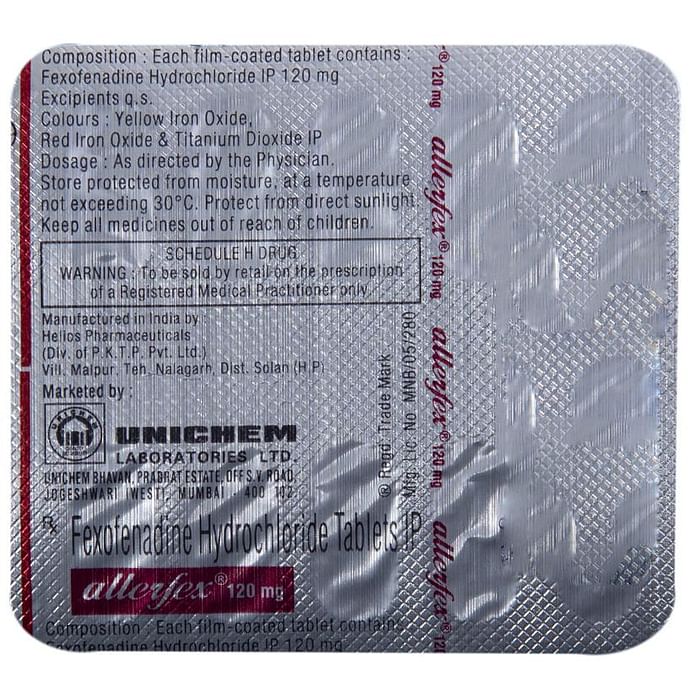 Composition : Each film-coated tablet contains :
Fexofenadine Hydrochloride IP 120 mg
Excipients q.s.
Colours : Yellow Iron Oxide,
Red Iron Oxide & Titanium Dioxide IP
Dosage : As directed by the Physician.
Store protected from moisture, at a temperature
not exceeding 30°C. Protect from direct sunlight.
Keep all medicines out of reach of children.
SCHEDULE H DRUG
WARNING : To be sold by retail on the prescription
of a Registered Medical Practitioner only
Manufactured in India by :
Helios Pharmaceuticals
(Div. of P.K.T.P. Pvt. Ltd.)
Vill. Malpur, Teh. Nalagarh, Dist. Solan (H.P)
Marketed by :
UNICHEM
UNICHEM
LABORATORIES LTD.
UNICHEM BHAVAN, PRABHAT ESTATE, OFF S.V. ROAD,
JOGESHWARI (WEST), MUMBAI - 400 102
® Regd. Trade Mark
Mfg. Lic. No. MNB/05/280
℞ Fexofenadine Hydrochloride Tablets IP
allerfex® 120 mg
Composition : Each film-coated tablet contains
Fexofenadine Hydrochloride IP 120 mg
® 120 mg
allerfex® 120 mg
allerfex® 120 mg
allerfex® 12